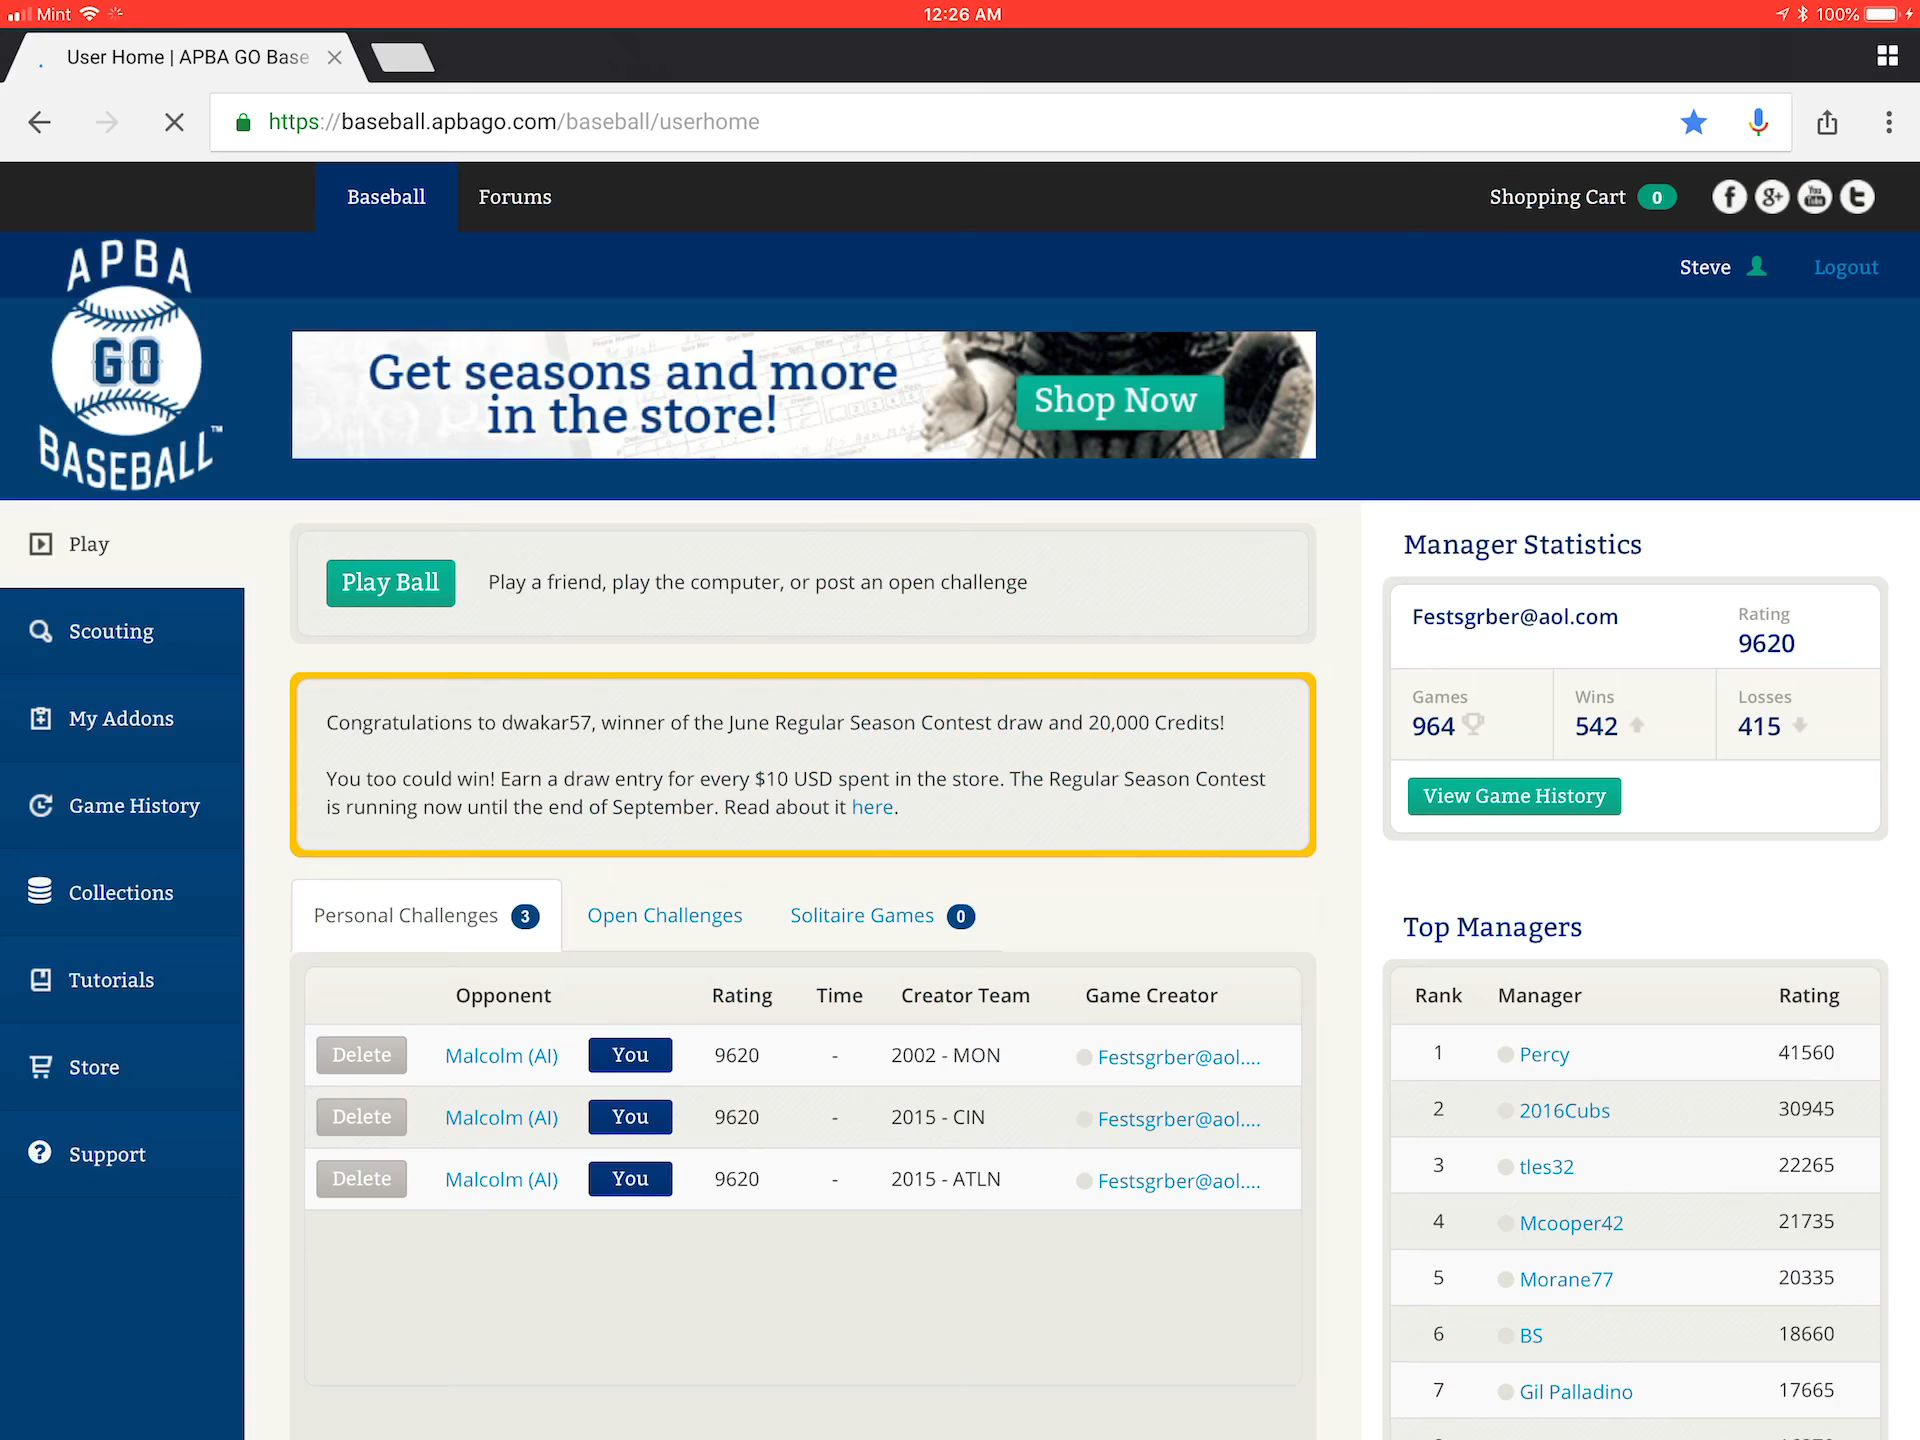 Mint
12:26 AM
100%
User Home | APBA GO Base
https://baseball.apbago.com/baseball/userhome
Baseball
Forums
Shopping Cart 0
f
g+
You Tube
t
APBA
GO
BASEBALL™
Steve
Logout
Get seasons and more
in the store!
Shop Now
Play
Scouting
My Addons
Game History
Collections
Tutorials
Store
Support
Play Ball
Play a friend, play the computer, or post an open challenge
Congratulations to dwakar57, winner of the June Regular Season Contest draw and 20,000 Credits!
You too could win! Earn a draw entry for every $10 USD spent in the store. The Regular Season Contest
is running now until the end of September. Read about it here.
Personal Challenges 3
Open Challenges
Solitaire Games 0
Opponent Rating Time Creator Team Game Creator
Delete Malcolm (AI) You 9620 - 2002 - MON Festsgrber@aol....
Delete Malcolm (AI) You 9620 - 2015 - CIN Festsgrber@aol....
Delete Malcolm (AI) You 9620 - 2015 - ATLN Festsgrber@aol....
Manager Statistics
Festsgrber@aol.com
Rating
9620
Games Wins Losses
964 542 415
View Game History
Top Managers
Rank Manager Rating
1 Percy 41560
2 2016Cubs 30945
3 tles32 22265
4 Mcooper42 21735
5 Morane77 20335
6 BS 18660
7 Gil Palladino 17665